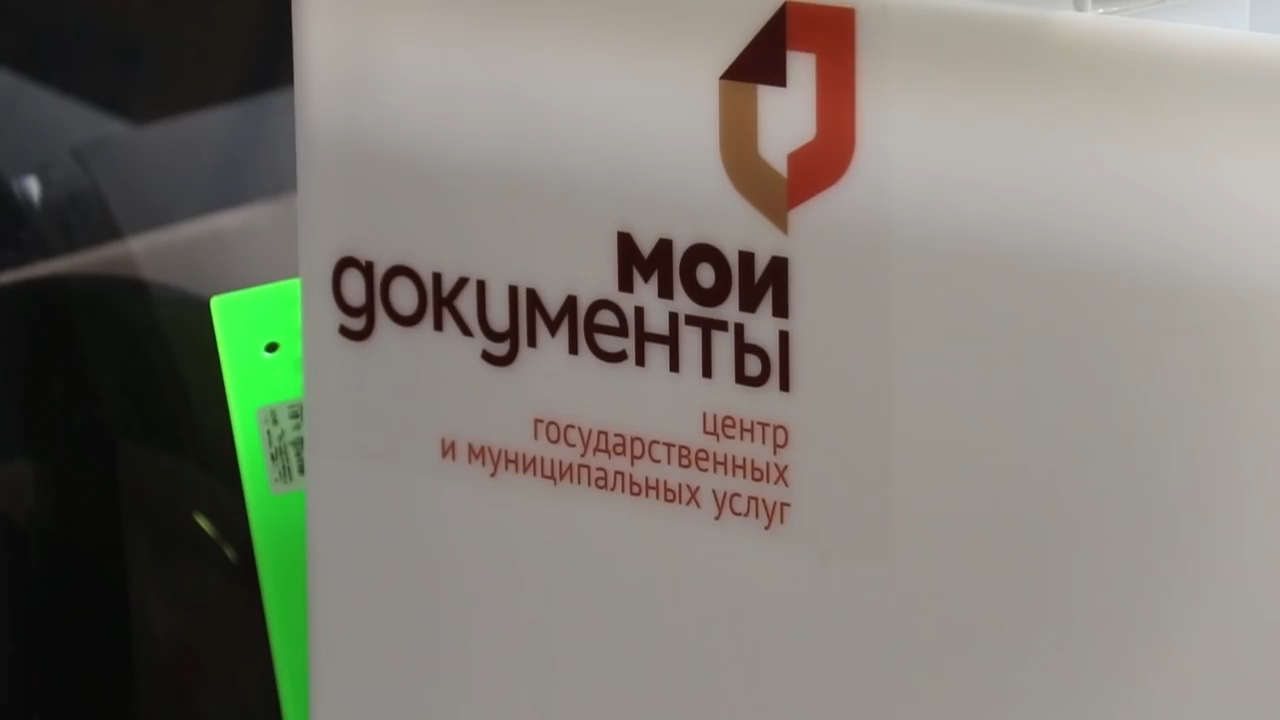 мои
документы
центр
государственных
и муниципальных услуг